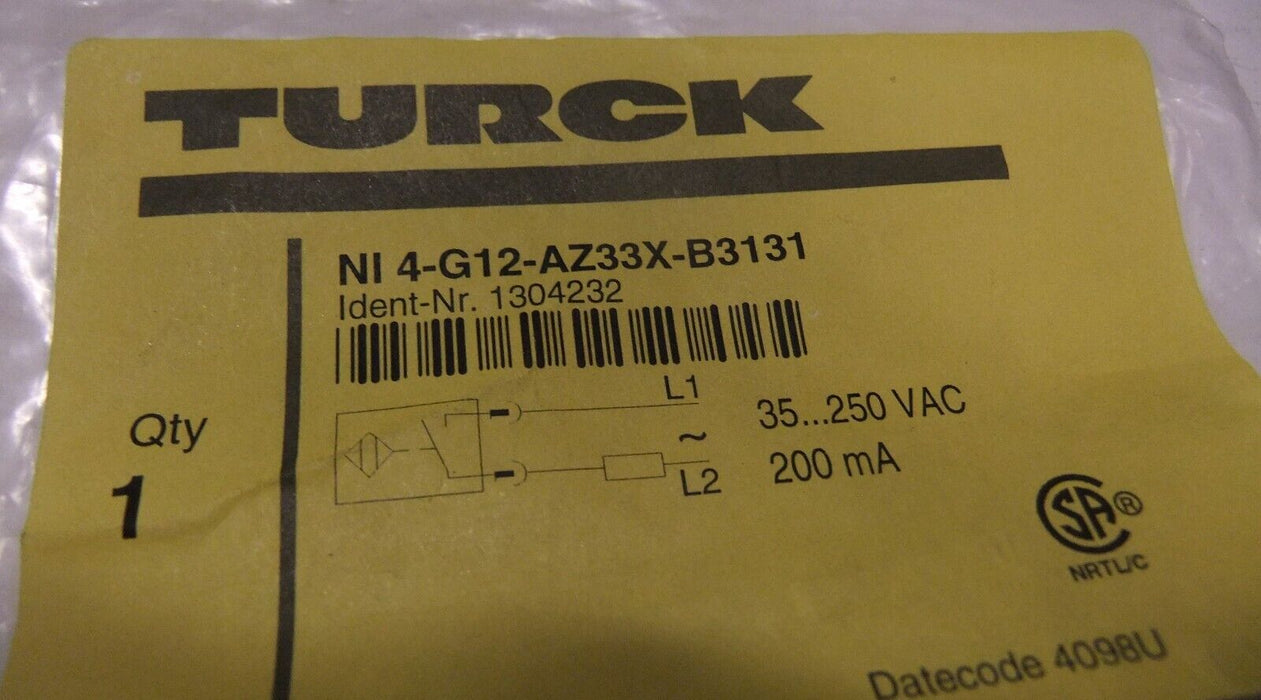 TURCK
NI 4-G12-AZ33X-B3131
Ident-Nr. 1304232
L1
35...250 VAC
~
200 mA
L2
Qty
1
SA®
NRTL/C
Datecode 4098U